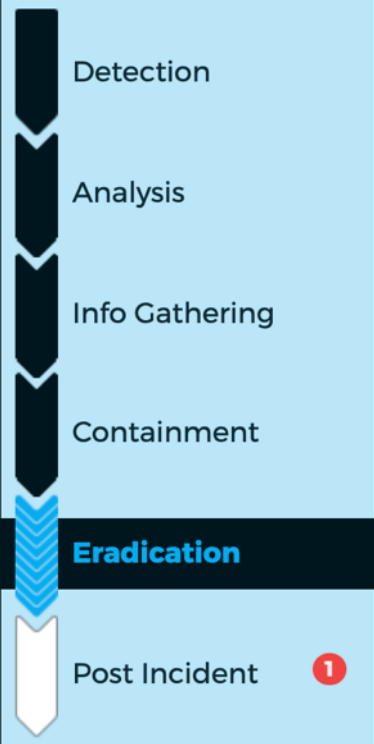 Detection
Analysis
Info Gathering
Containment
Eradication
Post Incident 1